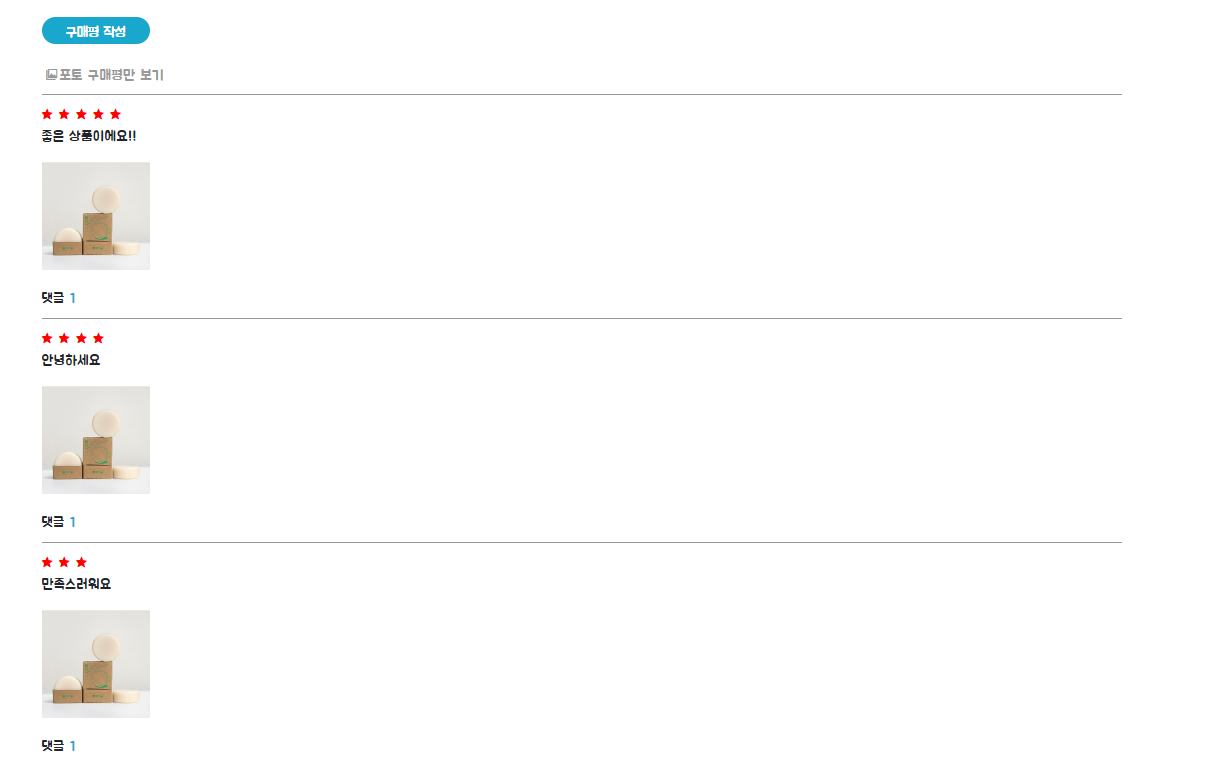 구매평 작성
포토 구매평만 보기
좋은 상품이에요!!
댓글 1
안녕하세요
댓글 1
만족스러워요
댓글 1